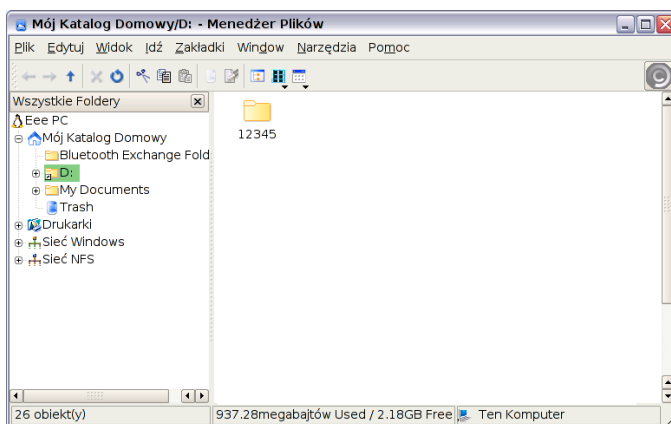 Mój Katalog Domowy/D: - Menedżer Plików
Plik Edytuj Widok Idź Zakładki Window Narzędzia Pomoc
Wszystkie Foldery
Eee PC
Mój Katalog Domowy
Bluetooth Exchange Fold
D:
My Documents
Trash
Drukarki
Sieć Windows
Sieć NFS
12345
26 obiekt(y)
937.28megabajtów Used / 2.18GB Free
Ten Komputer